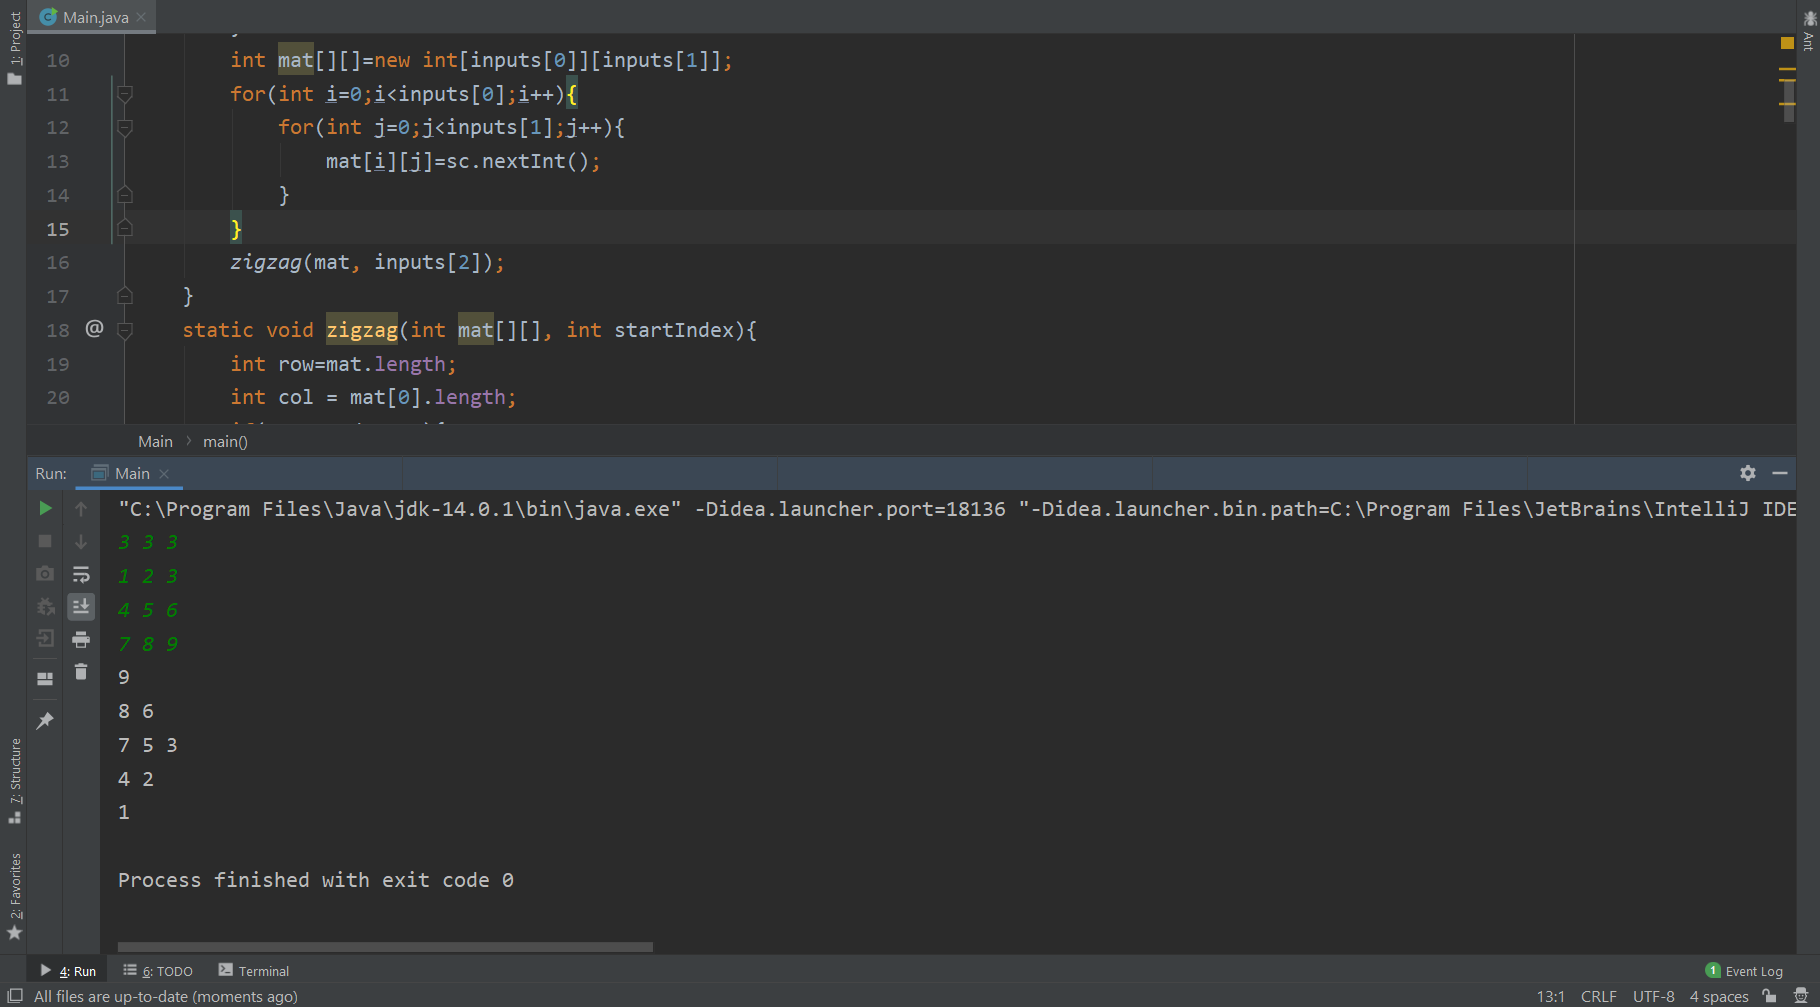 1: Project
Main.java
Ant
10 int mat[][]=new int[inputs[0]][inputs[1]];
11 for(int i=0;i<inputs[0];i++){
12 for(int j=0;j<inputs[1];j++){
13 mat[i][j]=sc.nextInt();
14 }
15 }
16 zigzag(mat, inputs[2]);
17 }
18 @ static void zigzag(int mat[][], int startIndex){
19 int row=mat.length;
20 int col = mat[0].length;
Main › main()
Run: Main
"C:\Program Files\Java\jdk-14.0.1\bin\java.exe" -Didea.launcher.port=18136 "-Didea.launcher.bin.path=C:\Program Files\JetBrains\IntelliJ IDE
3 3 3
1 2 3
4 5 6
7 8 9
9
8 6
7 5 3
4 2
1
Process finished with exit code 0
7: Structure
2: Favorites
4: Run 6: TODO Terminal 1 Event Log
All files are up-to-date (moments ago) 13:1 CRLF UTF-8 4 spaces